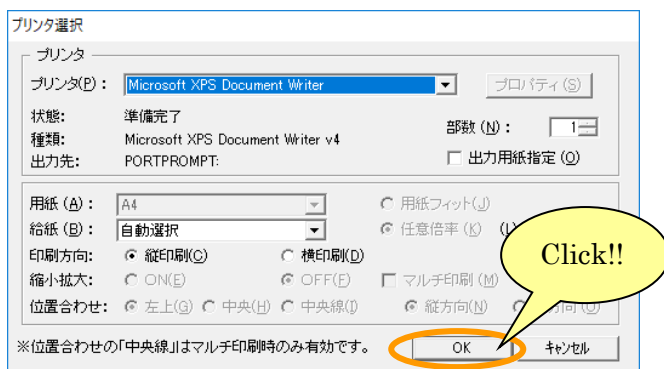 プリンタ選択
プリンタ
プリンタ(P): Microsoft XPS Document Writer プロパティ(S)
状態: 準備完了 部数 (N): 1
種類: Microsoft XPS Document Writer v4
出力先: PORTPROMPT: 出力用紙指定 (O)
用紙 (A): A4 用紙フィット(J)
給紙 (B): 自動選択 任意倍率 (K)
印刷方向: 縦印刷(C) 横印刷(D)
Click!!
縮小拡大: ON(E) OFF(F) マルチ印刷 (M)
位置合わせ: 左上(G) 中央(H) 中央線(I) 縦方向(N)
※位置合わせの「中央線」はマルチ印刷時のみ有効です。 OK キャンセル